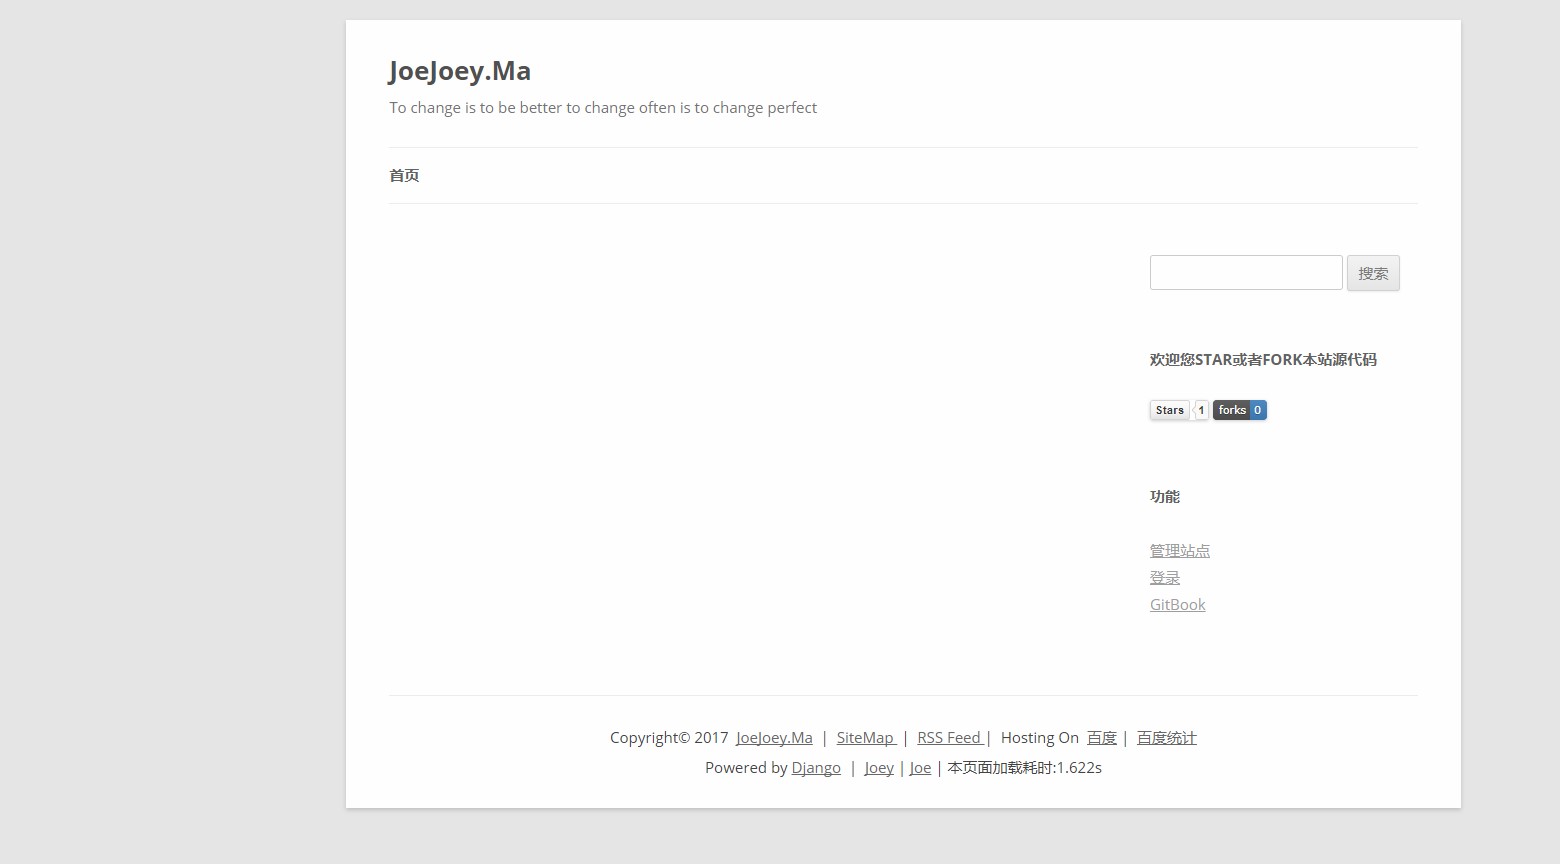 JoeJoey.Ma
To change is to be better to change often is to change perfect
首页
搜索
欢迎您STAR或者FORK本站源代码
Stars 1 forks 0
功能
管理站点
登录
GitBook
Copyright© 2017 JoeJoey.Ma | SiteMap | RSS Feed | Hosting On 百度 | 百度统计
Powered by Django | Joey | Joe | 本页面加载耗时:1.622s